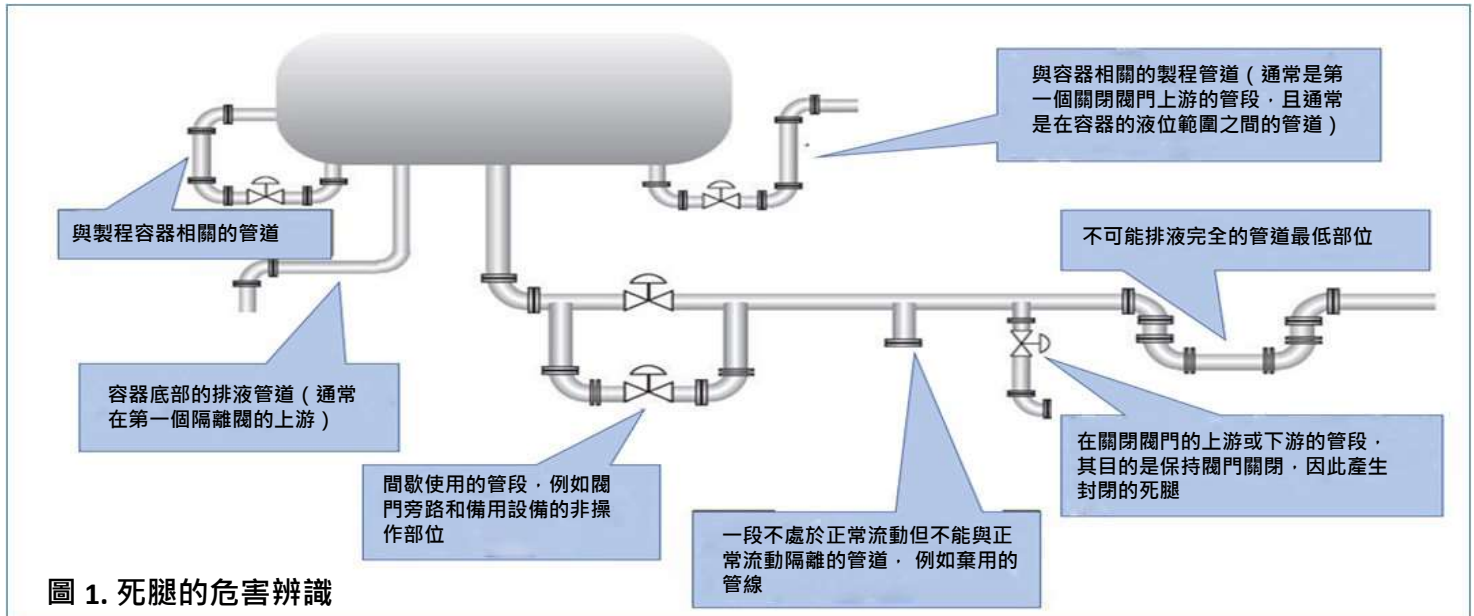 與容器相關的製程管道（通常是第
一個關閉閥門上游的管段，且通常
是在容器的液位範圍之間的管道）
與製程容器相關的管道
不可能排液完全的管道最低部位
容器底部的排液管道（通常
在第一個隔離閥的上游）
間歇使用的管段，例如閥
門旁路和備用設備的非操
作部位
一段不處於正常流動但不能與正
常流動隔離的管道， 例如棄用的
管線
在關閉閥門的上游或下游的管段，
其目的是保持閥門關閉，因此產生
封閉的死腿
圖 1. 死腿的危害辨識